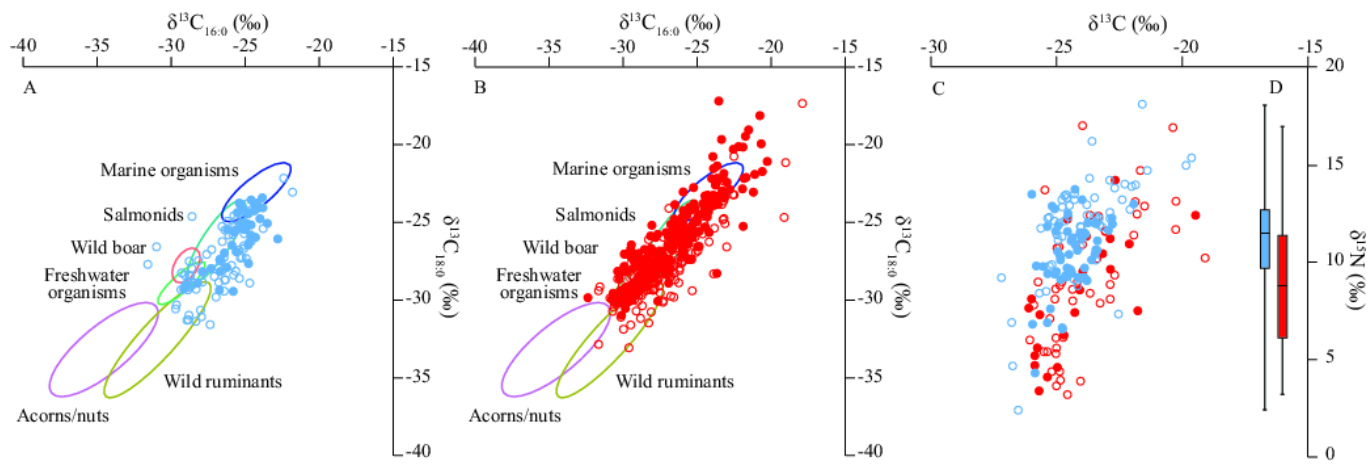 δ¹³C₁₆:₀ (‰)
-40 -35 -30 -25 -20 -15
A
-15
-20
-25
-30
-35
-40
δ¹³C₁₈:₀ (‰)
Marine organisms
Salmonids
Wild boar
Freshwater
organisms
Wild ruminants
Acorns/nuts
δ¹³C₁₆:₀ (‰)
-40 -35 -30 -25 -20 -15
B
-15
-20
-25
-30
-35
-40
δ¹³C₁₈:₀ (‰)
Marine organisms
Salmonids
Wild boar
Freshwater
organisms
Wild ruminants
Acorns/nuts
δ¹³C (‰)
-30 -25 -20 -15
C D
20
15
10
5
0
δ¹⁵N (‰)